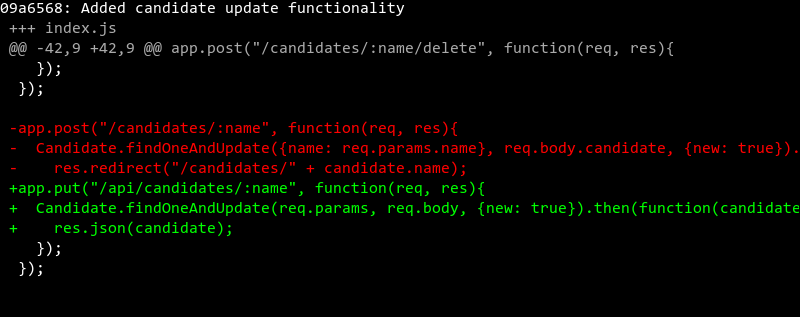 09a6568: Added candidate update functionality
+++ index.js
@@ -42,9 +42,9 @@ app.post("/candidates/:name/delete", function(req, res){
   });
 });
-app.post("/candidates/:name", function(req, res){
-  Candidate.findOneAndUpdate({name: req.params.name}, req.body.candidate, {new: true}).
-    res.redirect("/candidates/" + candidate.name);
+app.put("/api/candidates/:name", function(req, res){
+  Candidate.findOneAndUpdate(req.params, req.body, {new: true}).then(function(candidate
+    res.json(candidate);
   });
 });